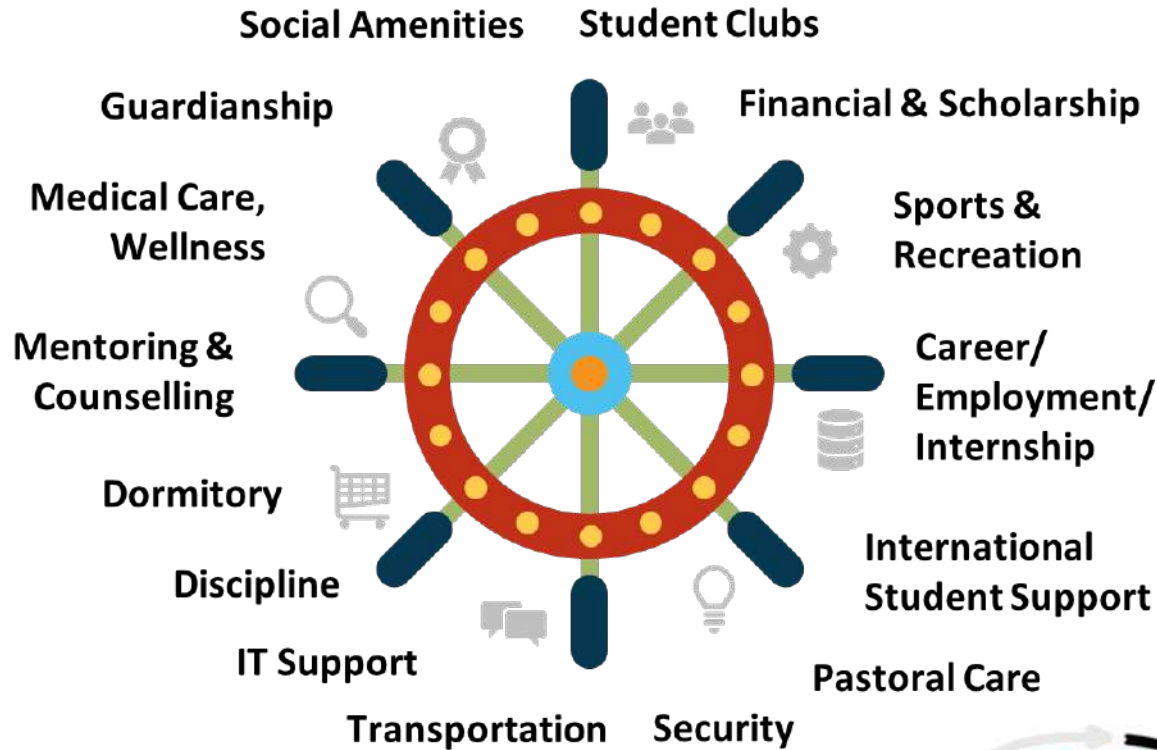 Social Amenities
Student Clubs
Guardianship
Financial & Scholarship
Medical Care,
Wellness
Sports &
Recreation
Mentoring &
Counselling
Career/
Employment/
Internship
Dormitory
International
Student Support
Discipline
IT Support
Pastoral Care
Transportation
Security